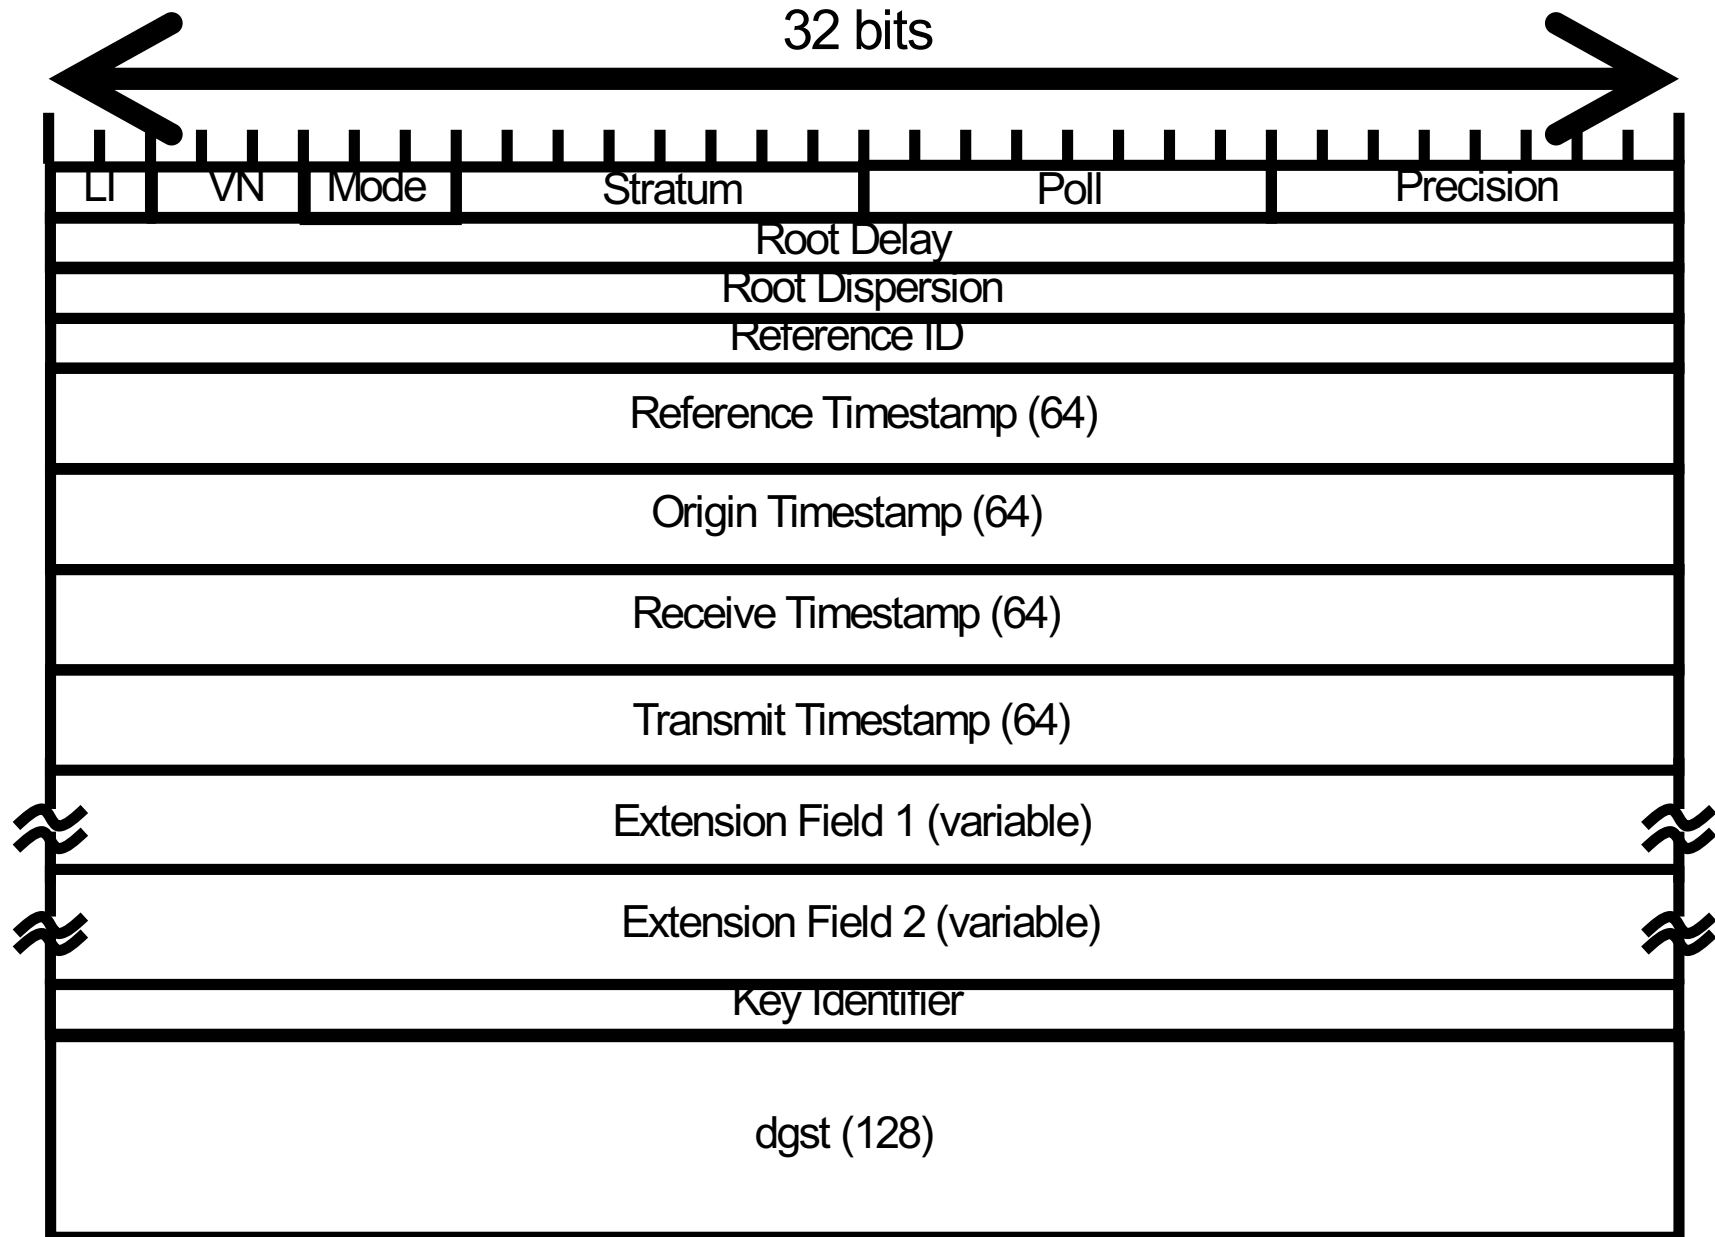 32 bits
LI VN Mode Stratum Poll Precision
Root Delay
Root Dispersion
Reference ID
Reference Timestamp (64)
Origin Timestamp (64)
Receive Timestamp (64)
Transmit Timestamp (64)
Extension Field 1 (variable)
Extension Field 2 (variable)
Key Identifier
dgst (128)